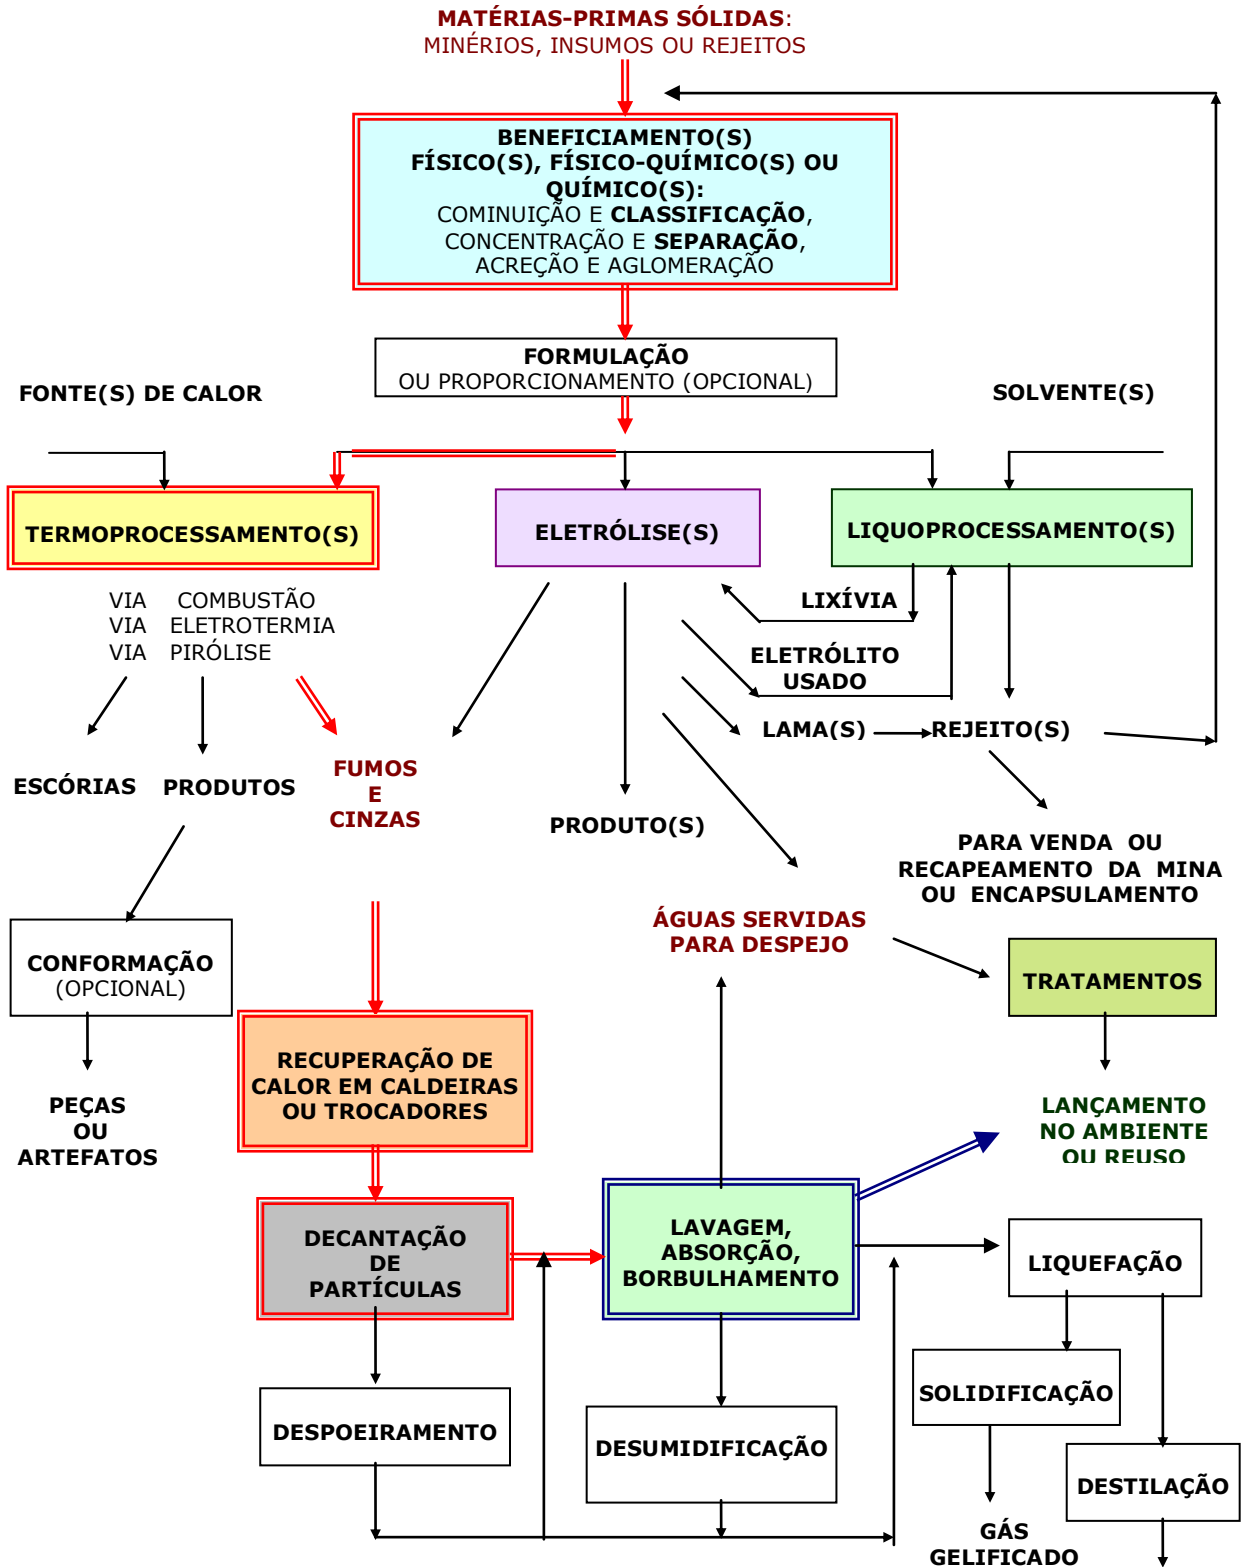 MATÉRIAS-PRIMAS SÓLIDAS:
MINÉRIOS, INSUMOS OU REJEITOS
BENEFICIAMENTO(S)
FÍSICO(S), FÍSICO-QUÍMICO(S) OU
QUÍMICO(S):
COMINUIÇÃO E CLASSIFICAÇÃO,
CONCENTRAÇÃO E SEPARAÇÃO,
ACREÇÃO E AGLOMERAÇÃO
FORMULAÇÃO
OU PROPORCIONAMENTO (OPCIONAL)
FONTE(S) DE CALOR
SOLVENTE(S)
TERMOPROCESSAMENTO(S)
ELETRÓLISE(S)
LIQUOPROCESSAMENTO(S)
VIA COMBUSTÃO
VIA ELETROTERMIA
VIA PIRÓLISE
LIXÍVIA
ELETRÓLITO
USADO
LAMA(S)
REJEITO(S)
ESCÓRIAS
PRODUTOS
FUMOS
E
CINZAS
PRODUTO(S)
PARA VENDA OU
RECAPEAMENTO DA MINA
OU ENCAPSULAMENTO
ÁGUAS SERVIDAS
PARA DESPEJO
CONFORMAÇÃO
(OPCIONAL)
TRATAMENTOS
RECUPERAÇÃO DE
CALOR EM CALDEIRAS
OU TROCADORES
PEÇAS
OU
ARTEFATOS
LANÇAMENTO
NO AMBIENTE
OU REUSO
DECANTAÇÃO
DE
PARTÍCULAS
LAVAGEM,
ABSORÇÃO,
BORBULHAMENTO
LIQUEFAÇÃO
SOLIDIFICAÇÃO
DESPOEIRAMENTO
DESUMIDIFICAÇÃO
DESTILAÇÃO
GÁS
GELIFICADO